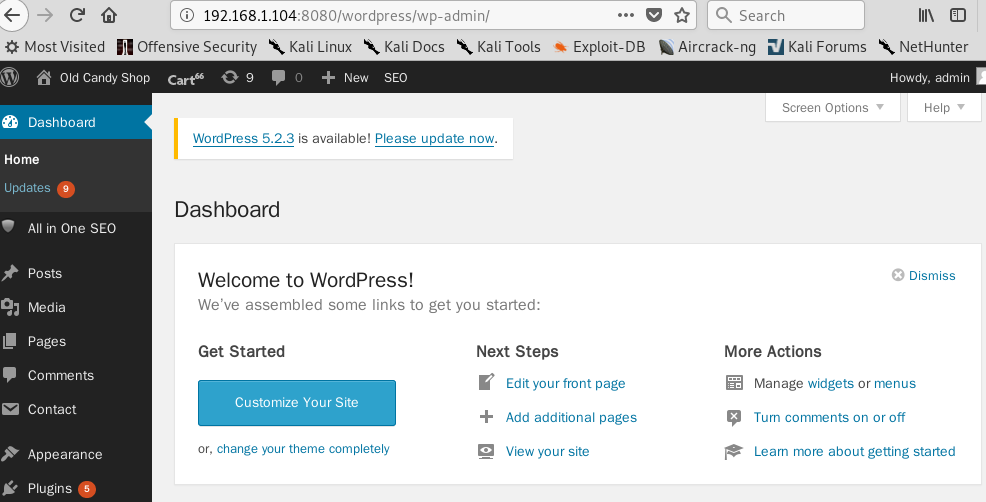 192.168.1.104:8080/wordpress/wp-admin/ ••• Search
Most Visited Offensive Security Kali Linux Kali Docs Kali Tools Exploit-DB Aircrack-ng Kali Forums NetHunter
Old Candy Shop Cart66 9 0 New SEO Howdy, admin
Screen Options Help
Dashboard
Home
Updates 9
All in One SEO
Posts
Media
Pages
Comments
Contact
Appearance
Plugins 5
WordPress 5.2.3 is available! Please update now.
Dashboard
Welcome to WordPress! Dismiss
We've assembled some links to get you started:
Get Started
Customize Your Site
or, change your theme completely
Next Steps
Edit your front page
Add additional pages
View your site
More Actions
Manage widgets or menus
Turn comments on or off
Learn more about getting started